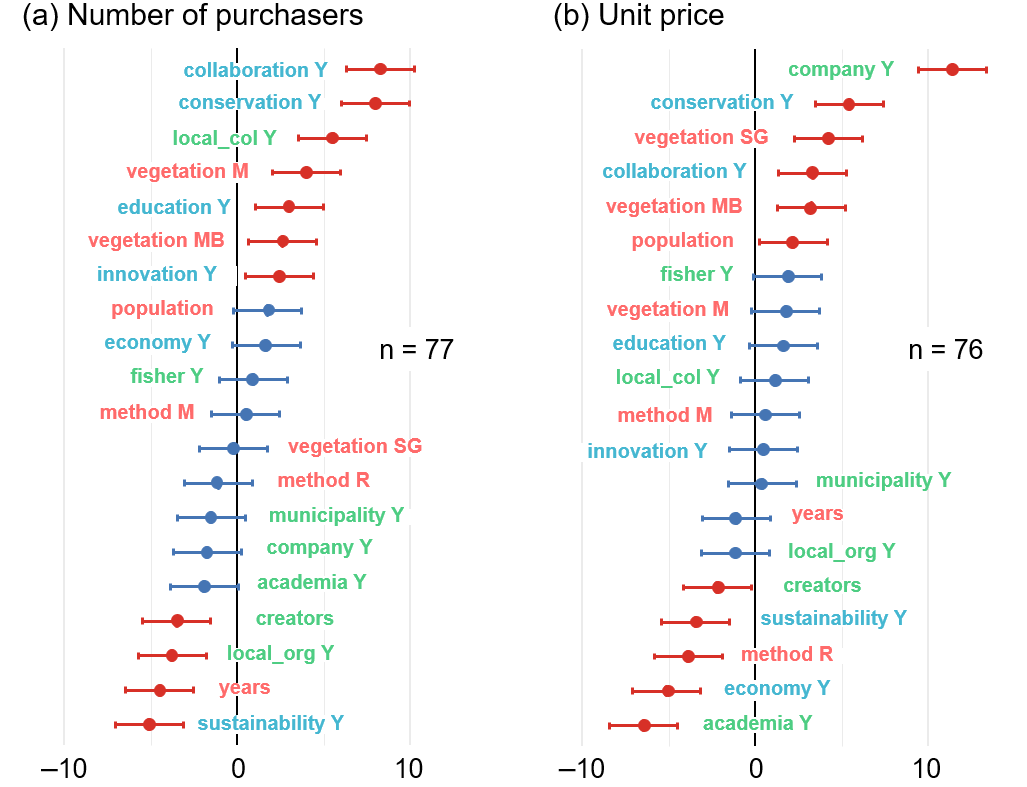 (a) Number of purchasers
collaboration Y
conservation Y
local_col Y
vegetation M
education Y
vegetation MB
innovation Y
population
economy Y
n = 77
fisher Y
method M
vegetation SG
method R
municipality Y
company Y
academia Y
creators
local_org Y
years
sustainability Y
−10 0 10
(b) Unit price
company Y
conservation Y
vegetation SG
collaboration Y
vegetation MB
population
fisher Y
vegetation M
education Y
n = 76
local_col Y
method M
innovation Y
municipality Y
years
local_org Y
creators
sustainability Y
method R
economy Y
academia Y
−10 0 10